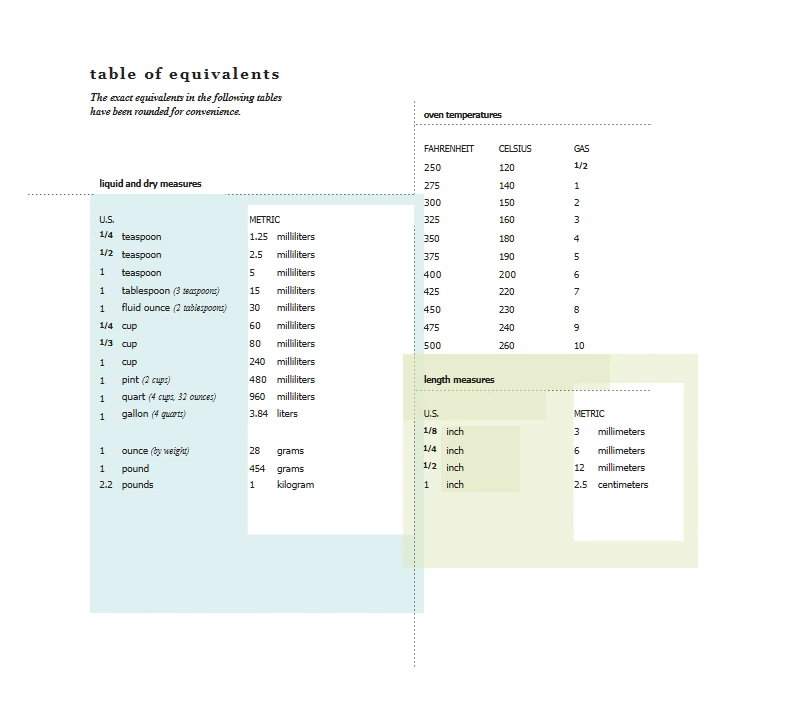 table of equivalents
The exact equivalents in the following tables
have been rounded for convenience.
liquid and dry measures
U.S. METRIC
1/4 teaspoon 1.25 milliliters
1/2 teaspoon 2.5 milliliters
1 teaspoon 5 milliliters
1 tablespoon (3 teaspoons) 15 milliliters
1 fluid ounce (2 tablespoons) 30 milliliters
1/4 cup 60 milliliters
1/3 cup 80 milliliters
1 cup 240 milliliters
1 pint (2 cups) 480 milliliters
1 quart (4 cups, 32 ounces) 960 milliliters
1 gallon (4 quarts) 3.84 liters
1 ounce (by weight) 28 grams
1 pound 454 grams
2.2 pounds 1 kilogram
oven temperatures
FAHRENHEIT CELSIUS GAS
250 120 1/2
275 140 1
300 150 2
325 160 3
350 180 4
375 190 5
400 200 6
425 220 7
450 230 8
475 240 9
500 260 10
length measures
U.S. METRIC
1/8 inch 3 millimeters
1/4 inch 6 millimeters
1/2 inch 12 millimeters
1 inch 2.5 centimeters